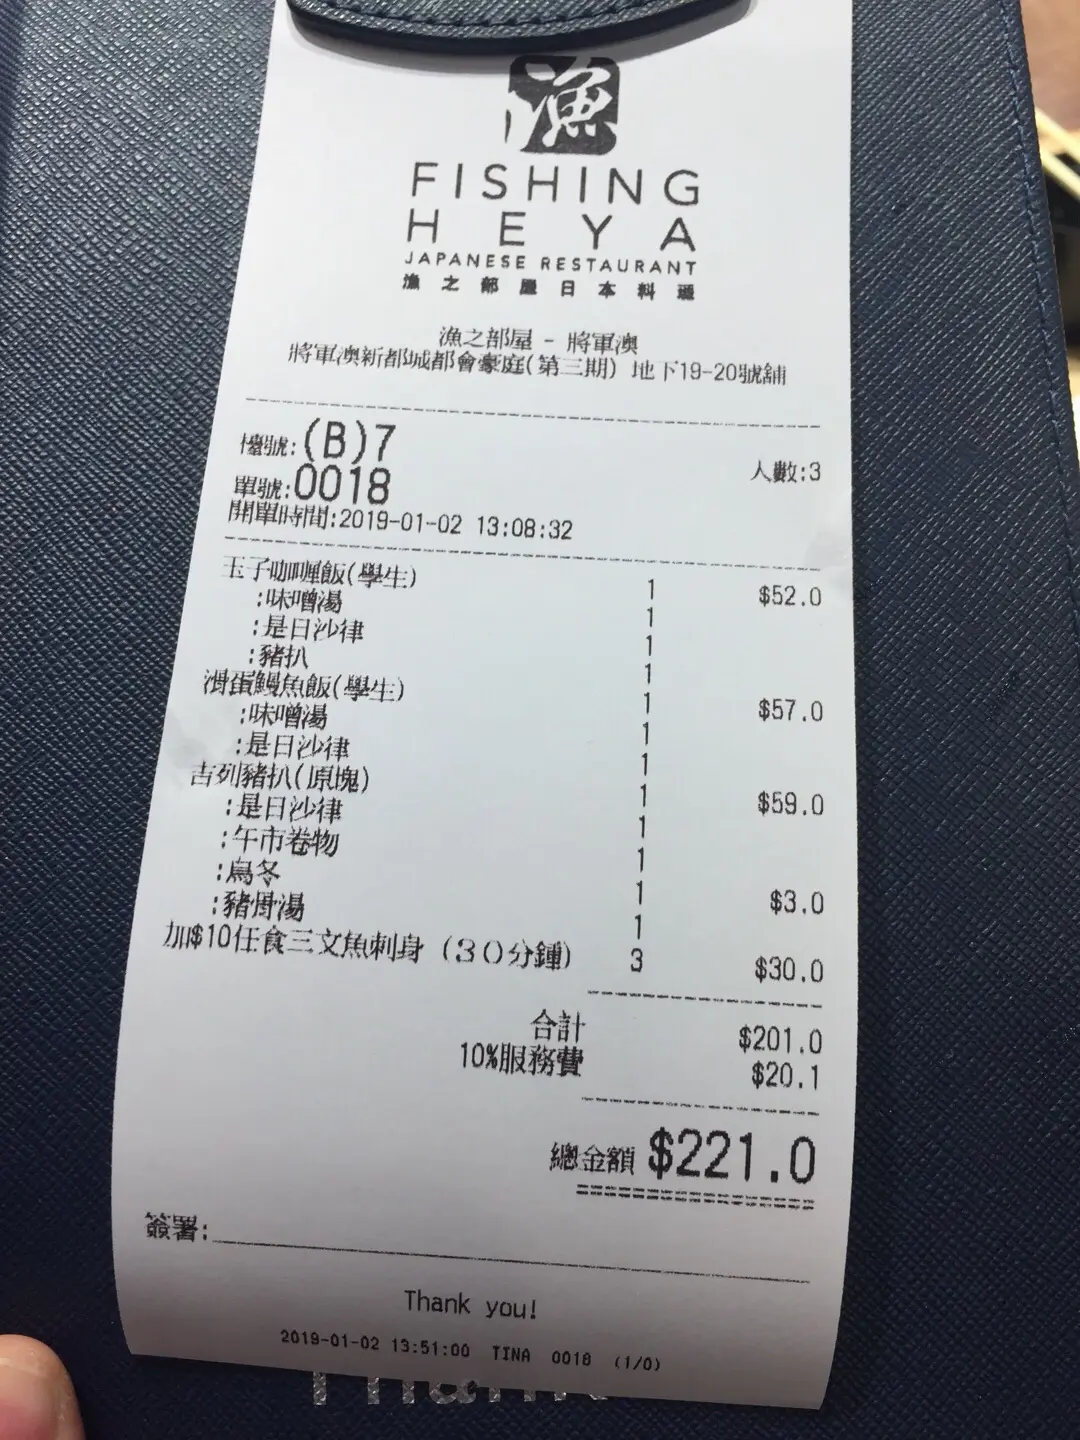 漁
FISHING
HEYA
JAPANESE RESTAURANT
漁之部屋日本料理
漁之部屋 - 將軍澳
將軍澳新都城都會豪庭(第三期) 地下19-20號舖
檯號:(B)7
人數:3
單號:0018
開單時間:2019-01-02 13:08:32
玉子咖喱飯(學生) 1 $52.0
:味噌湯 1
:是日沙律 1
:豬扒 1
滑蛋鰻魚飯(學生) 1 $57.0
:味噌湯 1
:是日沙律 1
吉列豬扒(原塊) 1 $59.0
:是日沙律 1
:午市卷物 1
:烏冬 1 $3.0
:豬骨湯 1
加$10任食三文魚刺身 (30分鐘) 3 $30.0
合計 $201.0
10%服務費 $20.1
總金額 $221.0
簽署:
Thank you!
2019-01-02 13:51:00 TINA 0018 (1/0)